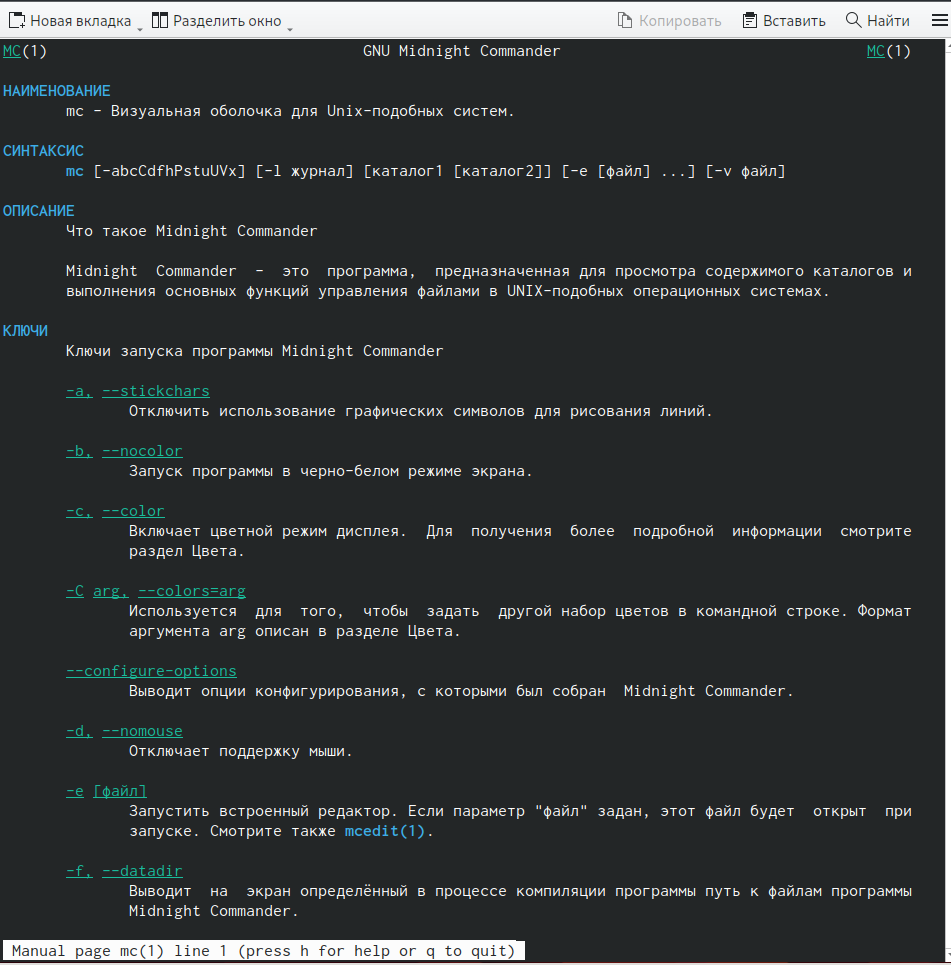 Новая вкладка Разделить окно Копировать Вставить Найти
MC(1) GNU Midnight Commander MC(1)
НАИМЕНОВАНИЕ
mc - Визуальная оболочка для Unix-подобных систем.
СИНТАКСИС
mc [-abcCdfhPstuUVx] [-l журнал] [каталог1 [каталог2]] [-e [файл] ...] [-v файл]
ОПИСАНИЕ
Что такое Midnight Commander
Midnight Commander - это программа, предназначенная для просмотра содержимого каталогов и
выполнения основных функций управления файлами в UNIX-подобных операционных системах.
КЛЮЧИ
Ключи запуска программы Midnight Commander
-a, --stickchars
Отключить использование графических символов для рисования линий.
-b, --nocolor
Запуск программы в черно-белом режиме экрана.
-c, --color
Включает цветной режим дисплея. Для получения более подробной информации смотрите
раздел Цвета.
-C arg, --colors=arg
Используется для того, чтобы задать другой набор цветов в командной строке. Формат
аргумента arg описан в разделе Цвета.
--configure-options
Выводит опции конфигурирования, с которыми был собран Midnight Commander.
-d, --nomouse
Отключает поддержку мыши.
-e [файл]
Запустить встроенный редактор. Если параметр "файл" задан, этот файл будет открыт при
запуске. Смотрите также mcedit(1).
-f, --datadir
Выводит на экран определённый в процессе компиляции программы путь к файлам программы
Midnight Commander.
Manual page mc(1) line 1 (press h for help or q to quit)